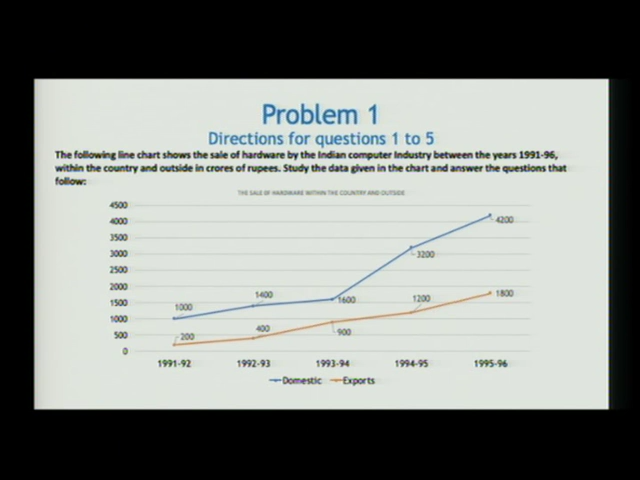 Problem 1
Directions for questions 1 to 5
The following line chart shows the sale of hardware by the Indian computer Industry between the years 1991-96,
within the country and outside in crores of rupees. Study the data given in the chart and answer the questions that
follow:
THE SALE OF HARDWARE WITHIN THE COUNTRY AND OUTSIDE
4500
4000
3500
3000
2500
2000
1500
1000
500
0
1000
1400
1600
3200
4200
200
400
900
1200
1800
1991-92 1992-93 1993-94 1994-95 1995-96
Domestic Exports